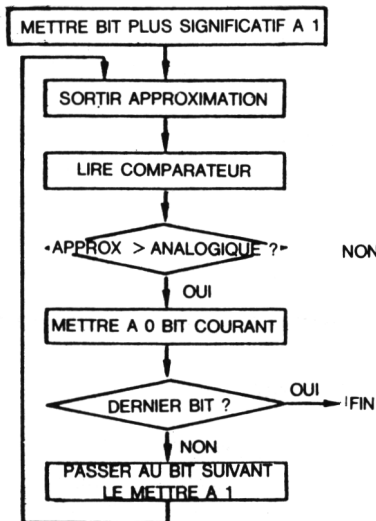 METTRE BIT PLUS SIGNIFICATIF A 1
SORTIR APPROXIMATION
LIRE COMPARATEUR
APPROX > ANALOGIQUE ?
NON
OUI
METTRE A 0 BIT COURANT
DERNIER BIT ?
OUI
FIN
NON
PASSER AU BIT SUIVANT
LE METTRE A 1